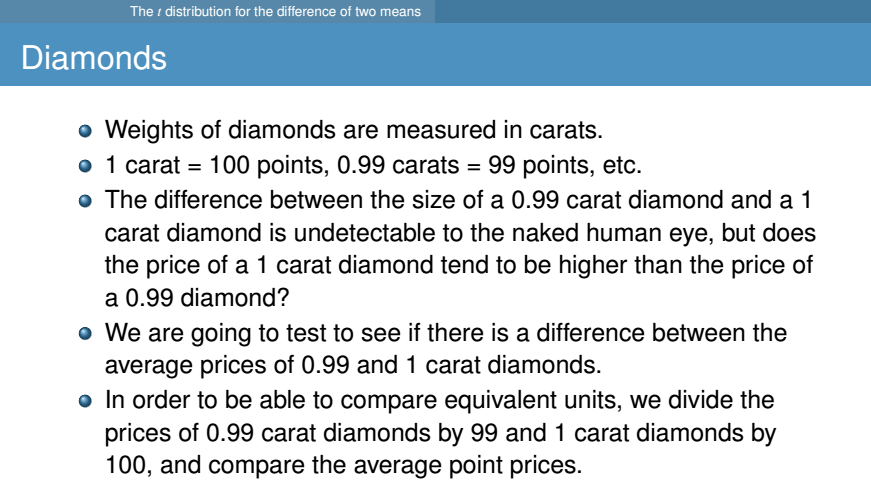 The t distribution for the difference of two means
Diamonds
Weights of diamonds are measured in carats.
1 carat = 100 points, 0.99 carats = 99 points, etc.
The difference between the size of a 0.99 carat diamond and a 1
carat diamond is undetectable to the naked human eye, but does
the price of a 1 carat diamond tend to be higher than the price of
a 0.99 diamond?
We are going to test to see if there is a difference between the
average prices of 0.99 and 1 carat diamonds.
In order to be able to compare equivalent units, we divide the
prices of 0.99 carat diamonds by 99 and 1 carat diamonds by
100, and compare the average point prices.